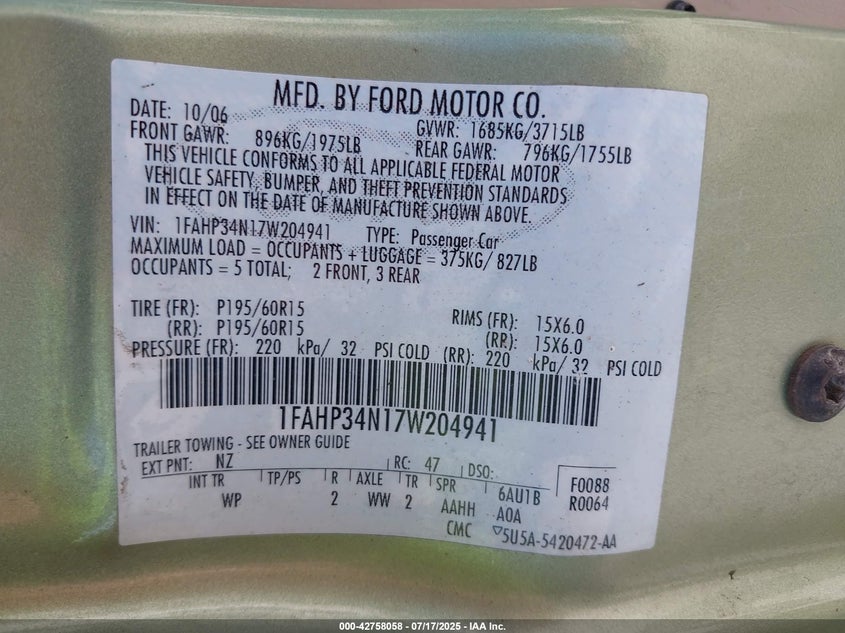 MFD. BY FORD MOTOR CO.
DATE: 10/06 GVWR: 1685KG/3715LB
FRONT GAWR: 896KG/1975LB REAR GAWR: 796KG/1755LB
THIS VEHICLE CONFORMS TO ALL APPLICABLE FEDERAL MOTOR
VEHICLE SAFETY, BUMPER, AND THEFT PREVENTION STANDARDS
IN EFFECT ON THE DATE OF MANUFACTURE SHOWN ABOVE.
VIN: 1FAHP34N17W204941 TYPE: Passenger Car
MAXIMUM LOAD = OCCUPANTS + LUGGAGE = 375KG/ 827LB
OCCUPANTS = 5 TOTAL; 2 FRONT, 3 REAR
TIRE (FR): P195/60R15 RIMS (FR): 15X6.0
(RR): P195/60R15 (RR): 15X6.0
PRESSURE (FR): 220 kPa/ 32 PSI COLD (RR): 220 kPa/ 32 PSI COLD
1FAHP34N17W204941
TRAILER TOWING - SEE OWNER GUIDE
EXT PNT: NZ RC: 47 DSO: F0088
INT TR TP/PS R AXLE TR SPR 6AU1B R0064
WP 2 WW 2 AAHH AOA
CMC 5U5A-5420472-AA
000-42758058 - 07/17/2025 - IAA Inc.